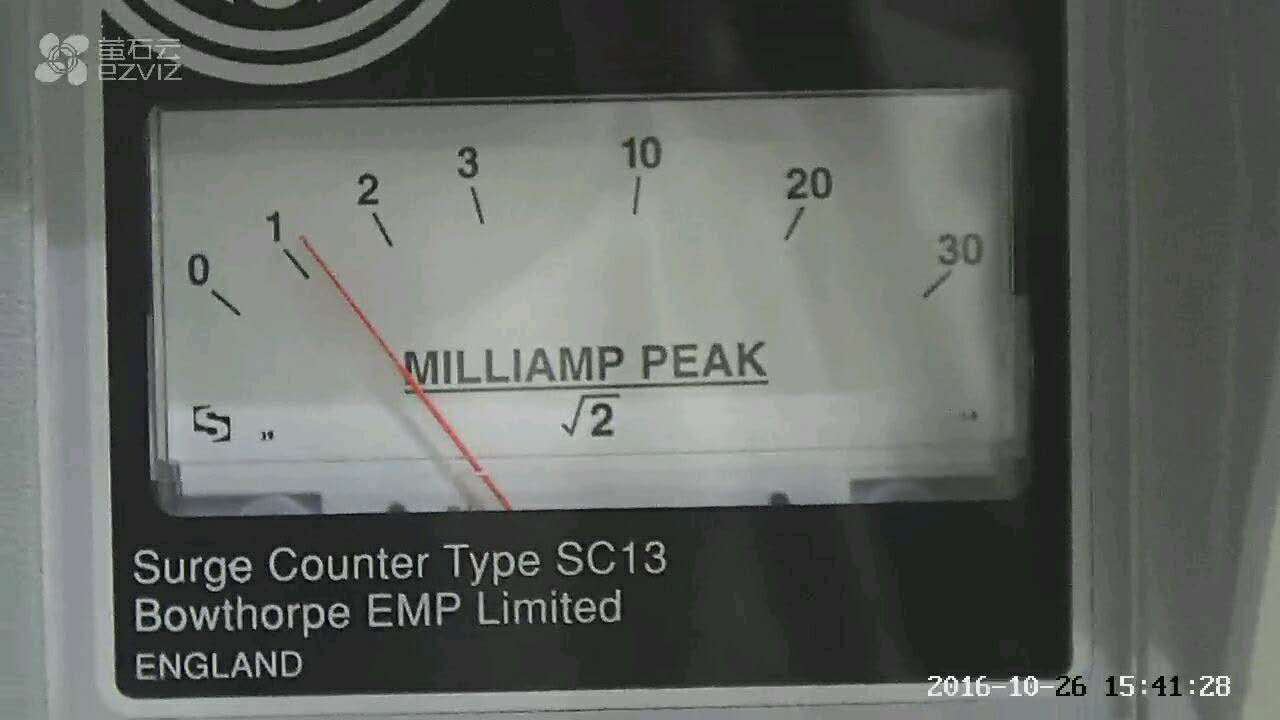 萤石云
ezviz
0 1 2 3 10 20 30
MILLIAMP PEAK
√2
Surge Counter Type SC13
Bowthorpe EMP Limited
ENGLAND
2016-10-26 15:41:28